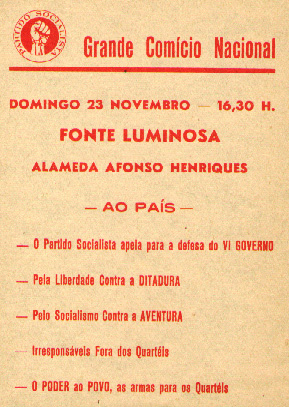 PARTIDO SOCIALISTA
Grande Comício Nacional
DOMINGO 23 NOVEMBRO — 16,30 H.
FONTE LUMINOSA
ALAMEDA AFONSO HENRIQUES
— AO PAÍS —
— O Partido Socialista apela para a defesa do VI GOVERNO
— Pela Liberdade Contra a DITADURA
— Pelo Socialismo Contra a AVENTURA
— Irresponsáveis Fora dos Quartéis
— O PODER ao POVO, as armas para os Quartéis